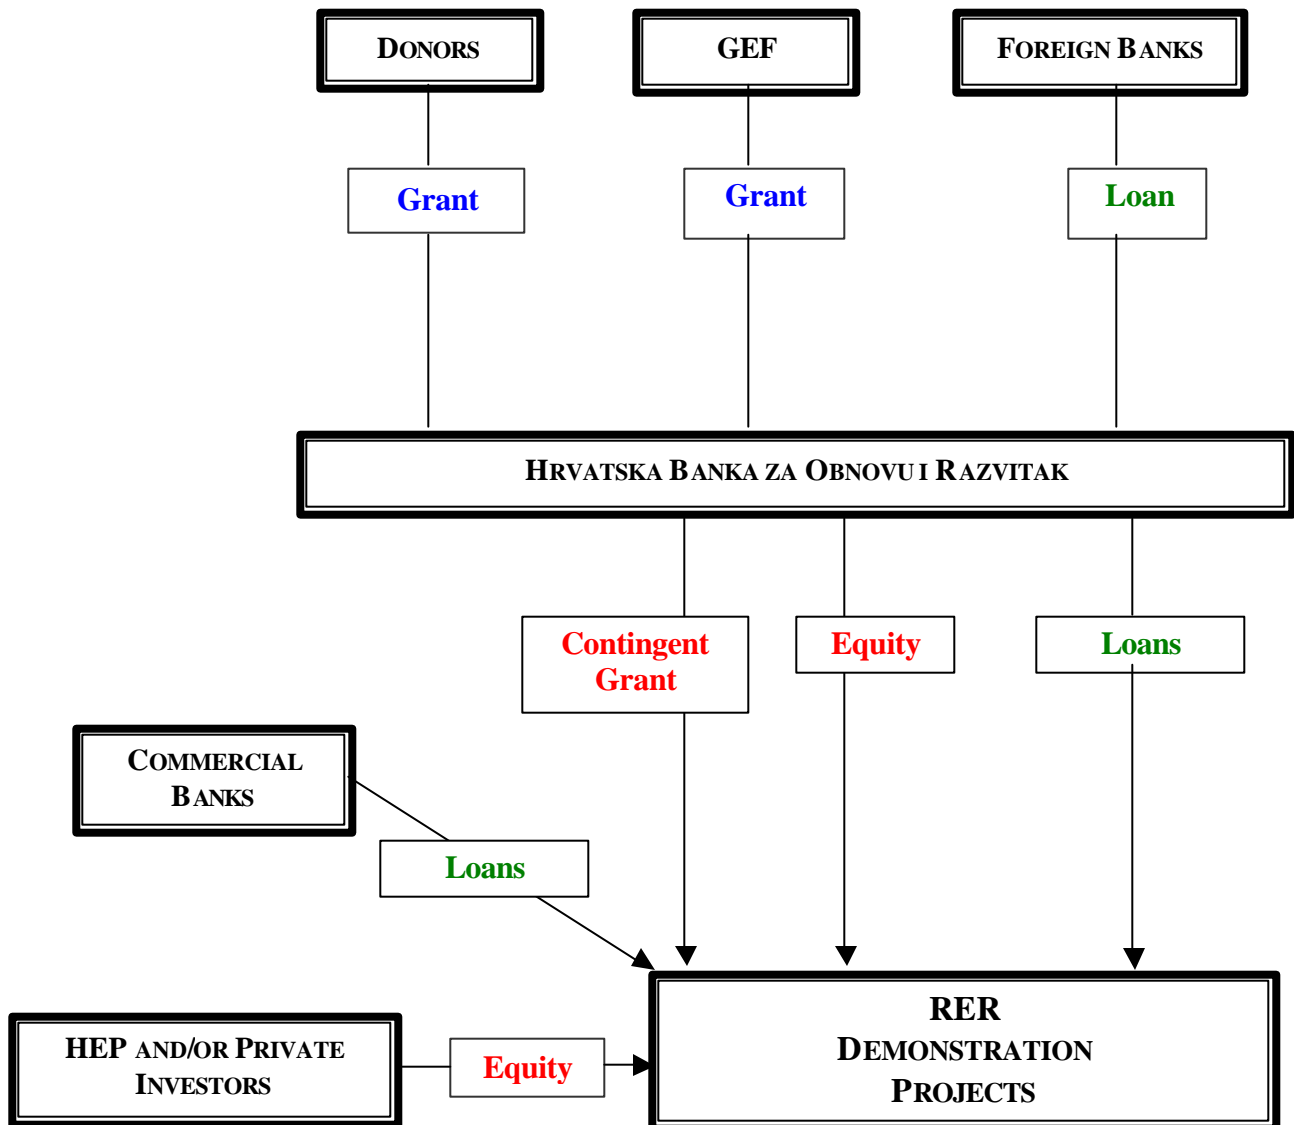 DONORS
GEF
FOREIGN BANKS
Grant
Grant
Loan
HRVATSKA BANKA ZA OBNOVU I RAZVITAK
Contingent
Grant
Equity
Loans
COMMERCIAL
BANKS
Loans
HEP AND/OR PRIVATE
INVESTORS
Equity
RER
DEMONSTRATION
PROJECTS